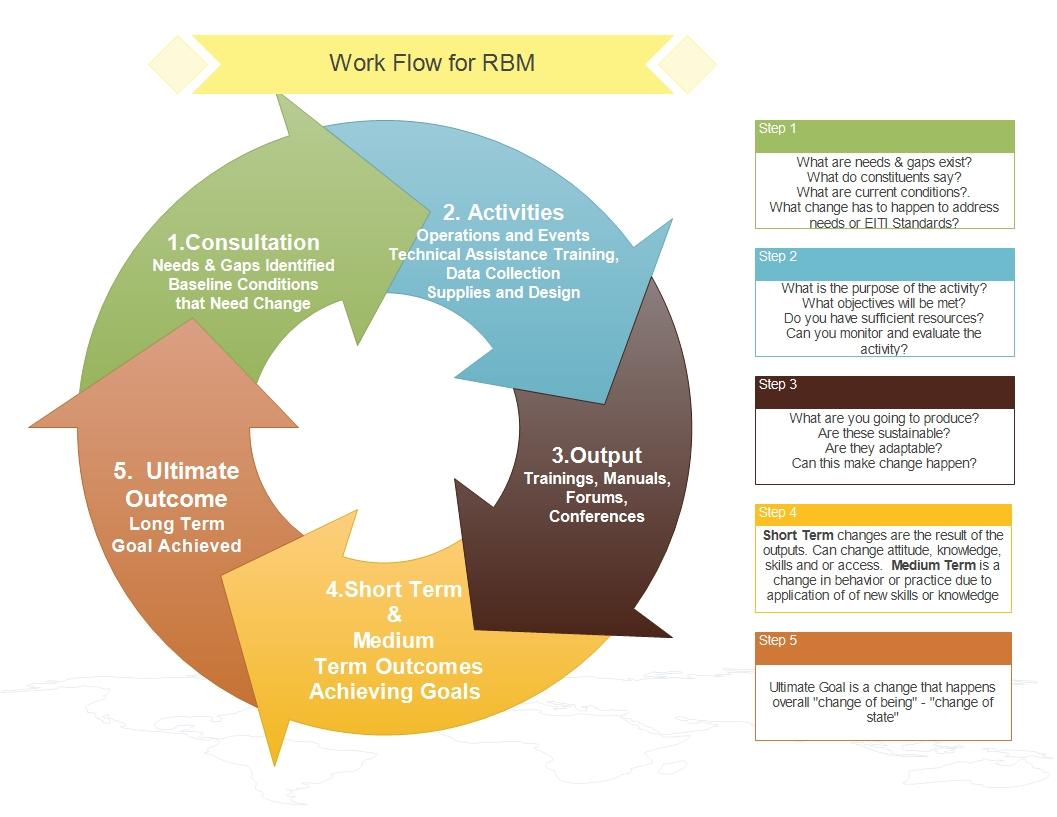 Work Flow for RBM
1.Consultation
Needs & Gaps Identified
Baseline Conditions
that Need Change
2. Activities
Operations and Events
Technical Assistance Training,
Data Collection
Supplies and Design
3.Output
Trainings, Manuals,
Forums,
Conferences
4.Short Term
&
Medium
Term Outcomes
Achieving Goals
5. Ultimate
Outcome
Long Term
Goal Achieved
Step 1
What are needs & gaps exist?
What do constituents say?
What are current conditions?.
What change has to happen to address
needs or EITI Standards?
Step 2
What is the purpose of the activity?
What objectives will be met?
Do you have sufficient resources?
Can you monitor and evaluate the
activity?
Step 3
What are you going to produce?
Are these sustainable?
Are they adaptable?
Can this make change happen?
Step 4
Short Term changes are the result of the
outputs. Can change attitude, knowledge,
skills and or access. Medium Term is a
change in behavior or practice due to
application of of new skills or knowledge
Step 5
Ultimate Goal is a change that happens
overall "change of being" - "change of
state"